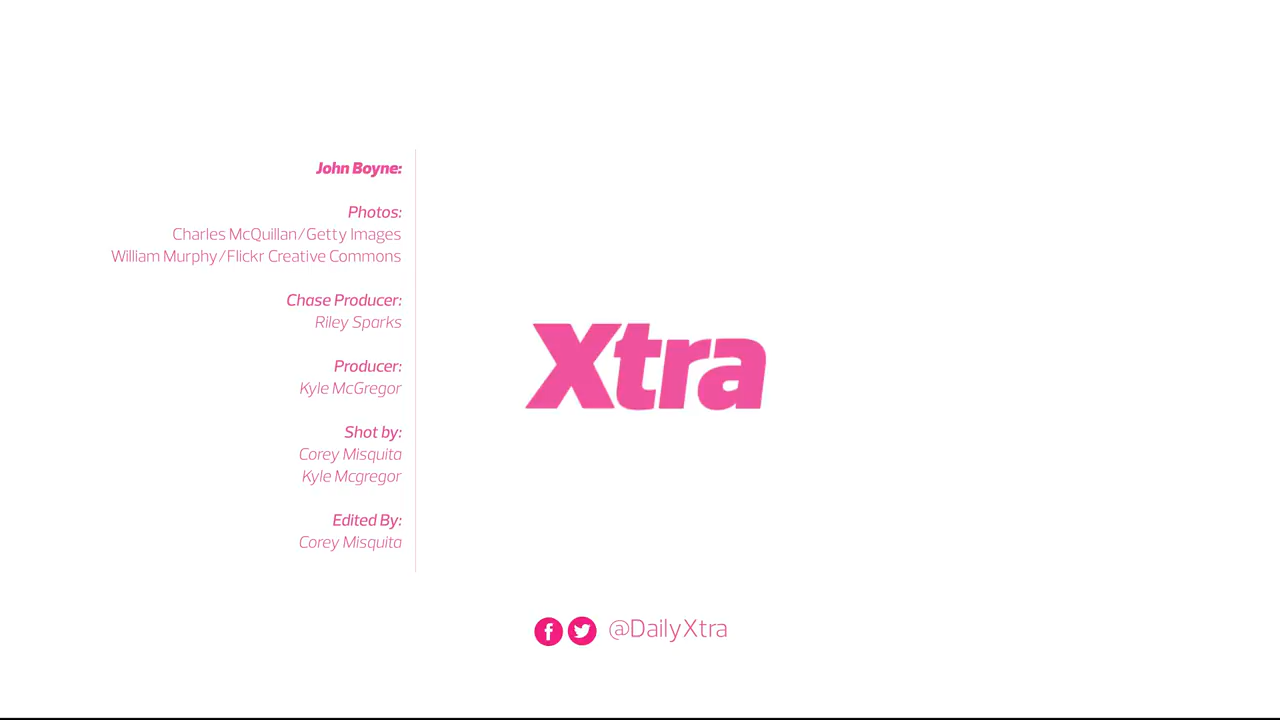 John Boyne:
Photos:
Charles McQuillan/Getty Images
William Murphy/Flickr Creative Commons
Chase Producer:
Riley Sparks
Producer:
Kyle McGregor
Shot by:
Corey Misquita
Kyle Mcgregor
Edited By:
Corey Misquita
Xtra
@DailyXtra